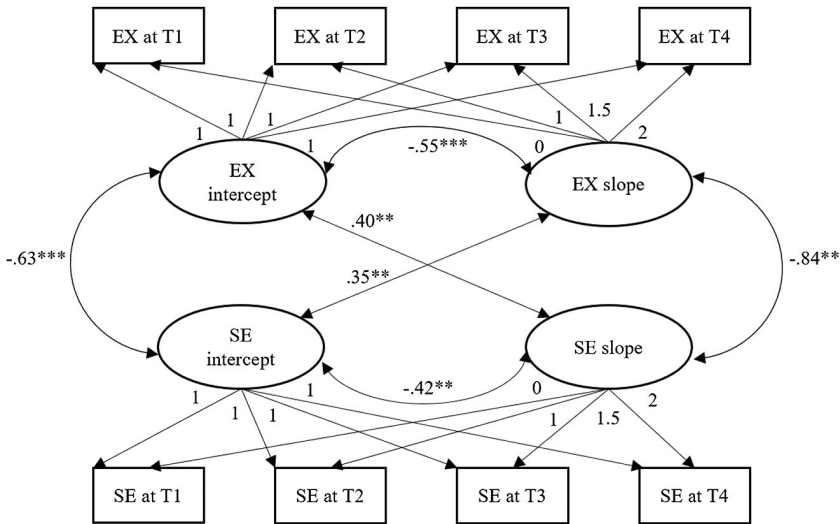 EX at T1
EX at T2
EX at T3
EX at T4
1
1
1
1
0
1
1.5
2
-.55***
EX
intercept
EX slope
.40**
-.63***
-.84**
.35**
SE
intercept
SE slope
-.42**
1
1
1
1
0
1
1.5
2
SE at T1
SE at T2
SE at T3
SE at T4